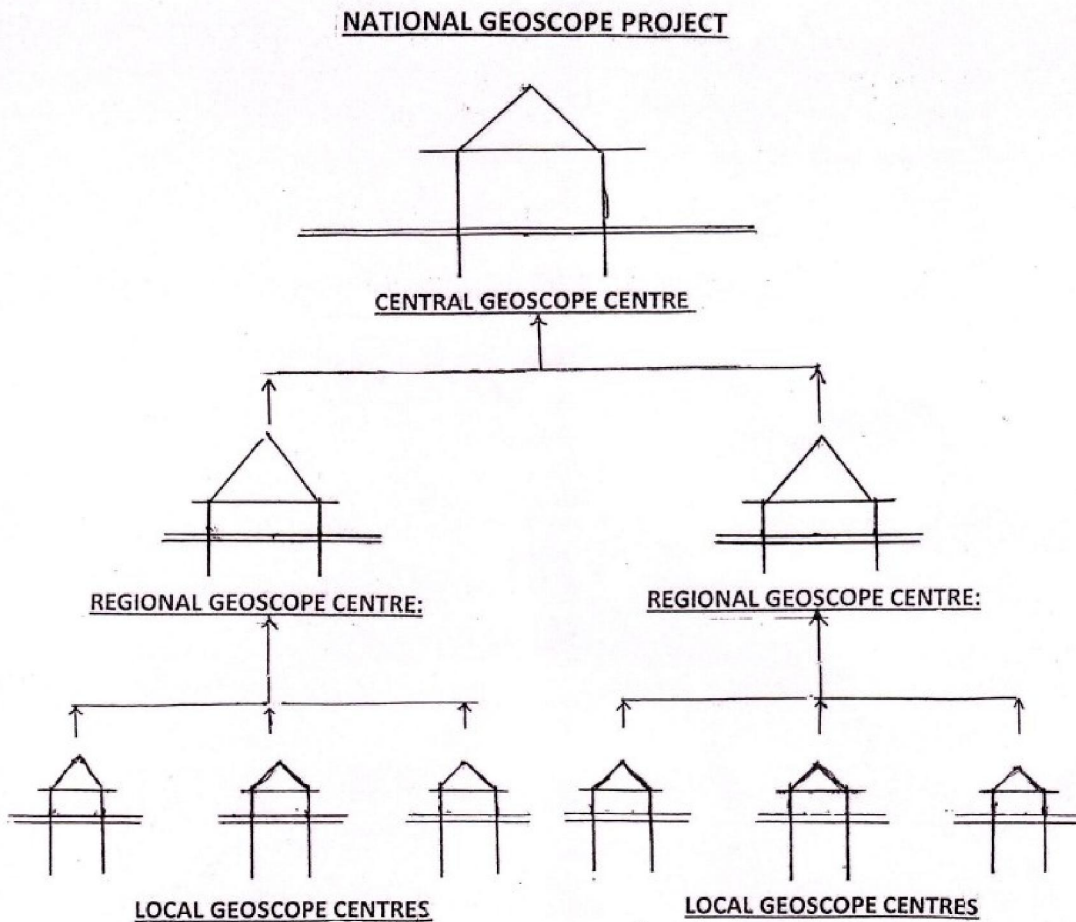 NATIONAL GEOSCOPE PROJECT
CENTRAL GEOSCOPE CENTRE
REGIONAL GEOSCOPE CENTRE:
REGIONAL GEOSCOPE CENTRE:
LOCAL GEOSCOPE CENTRES
LOCAL GEOSCOPE CENTRES